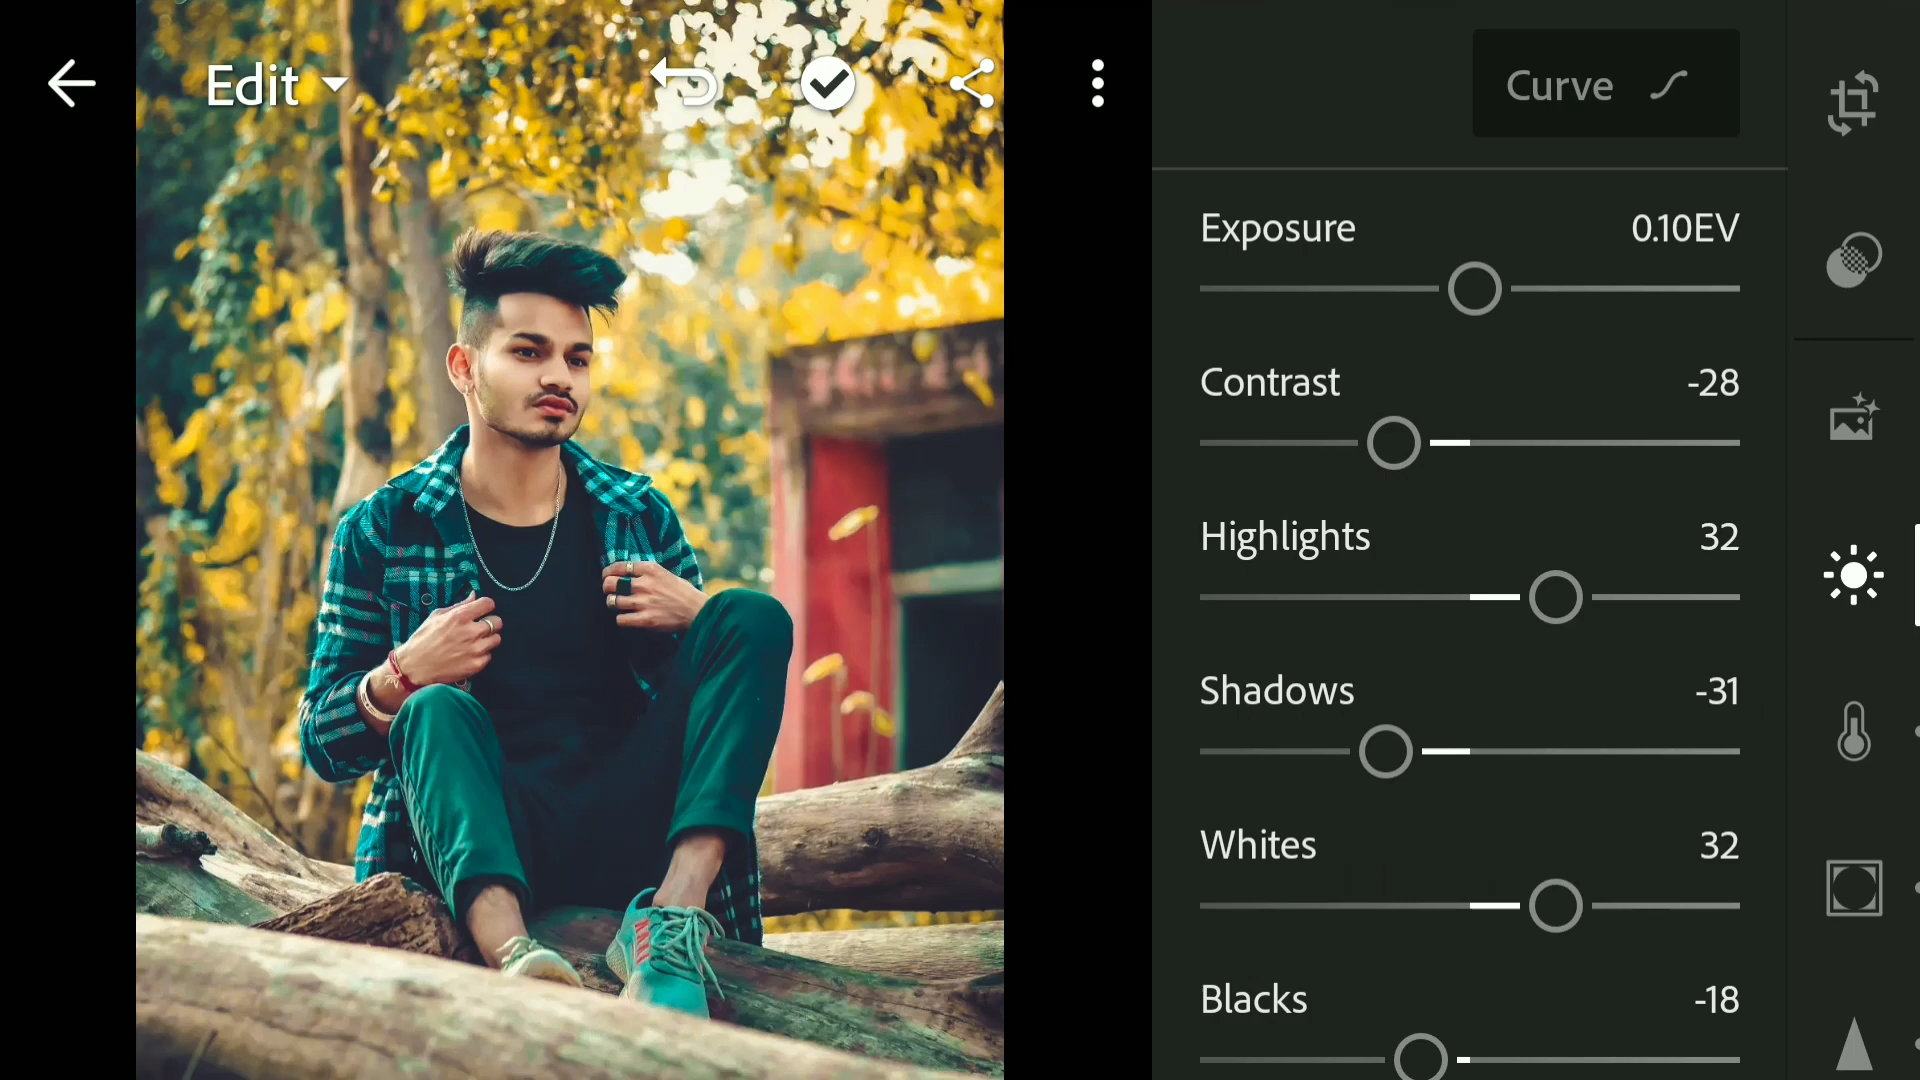 Edit
Curve
Exposure 0.10EV
Contrast -28
Highlights 32
Shadows -31
Whites 32
Blacks -18